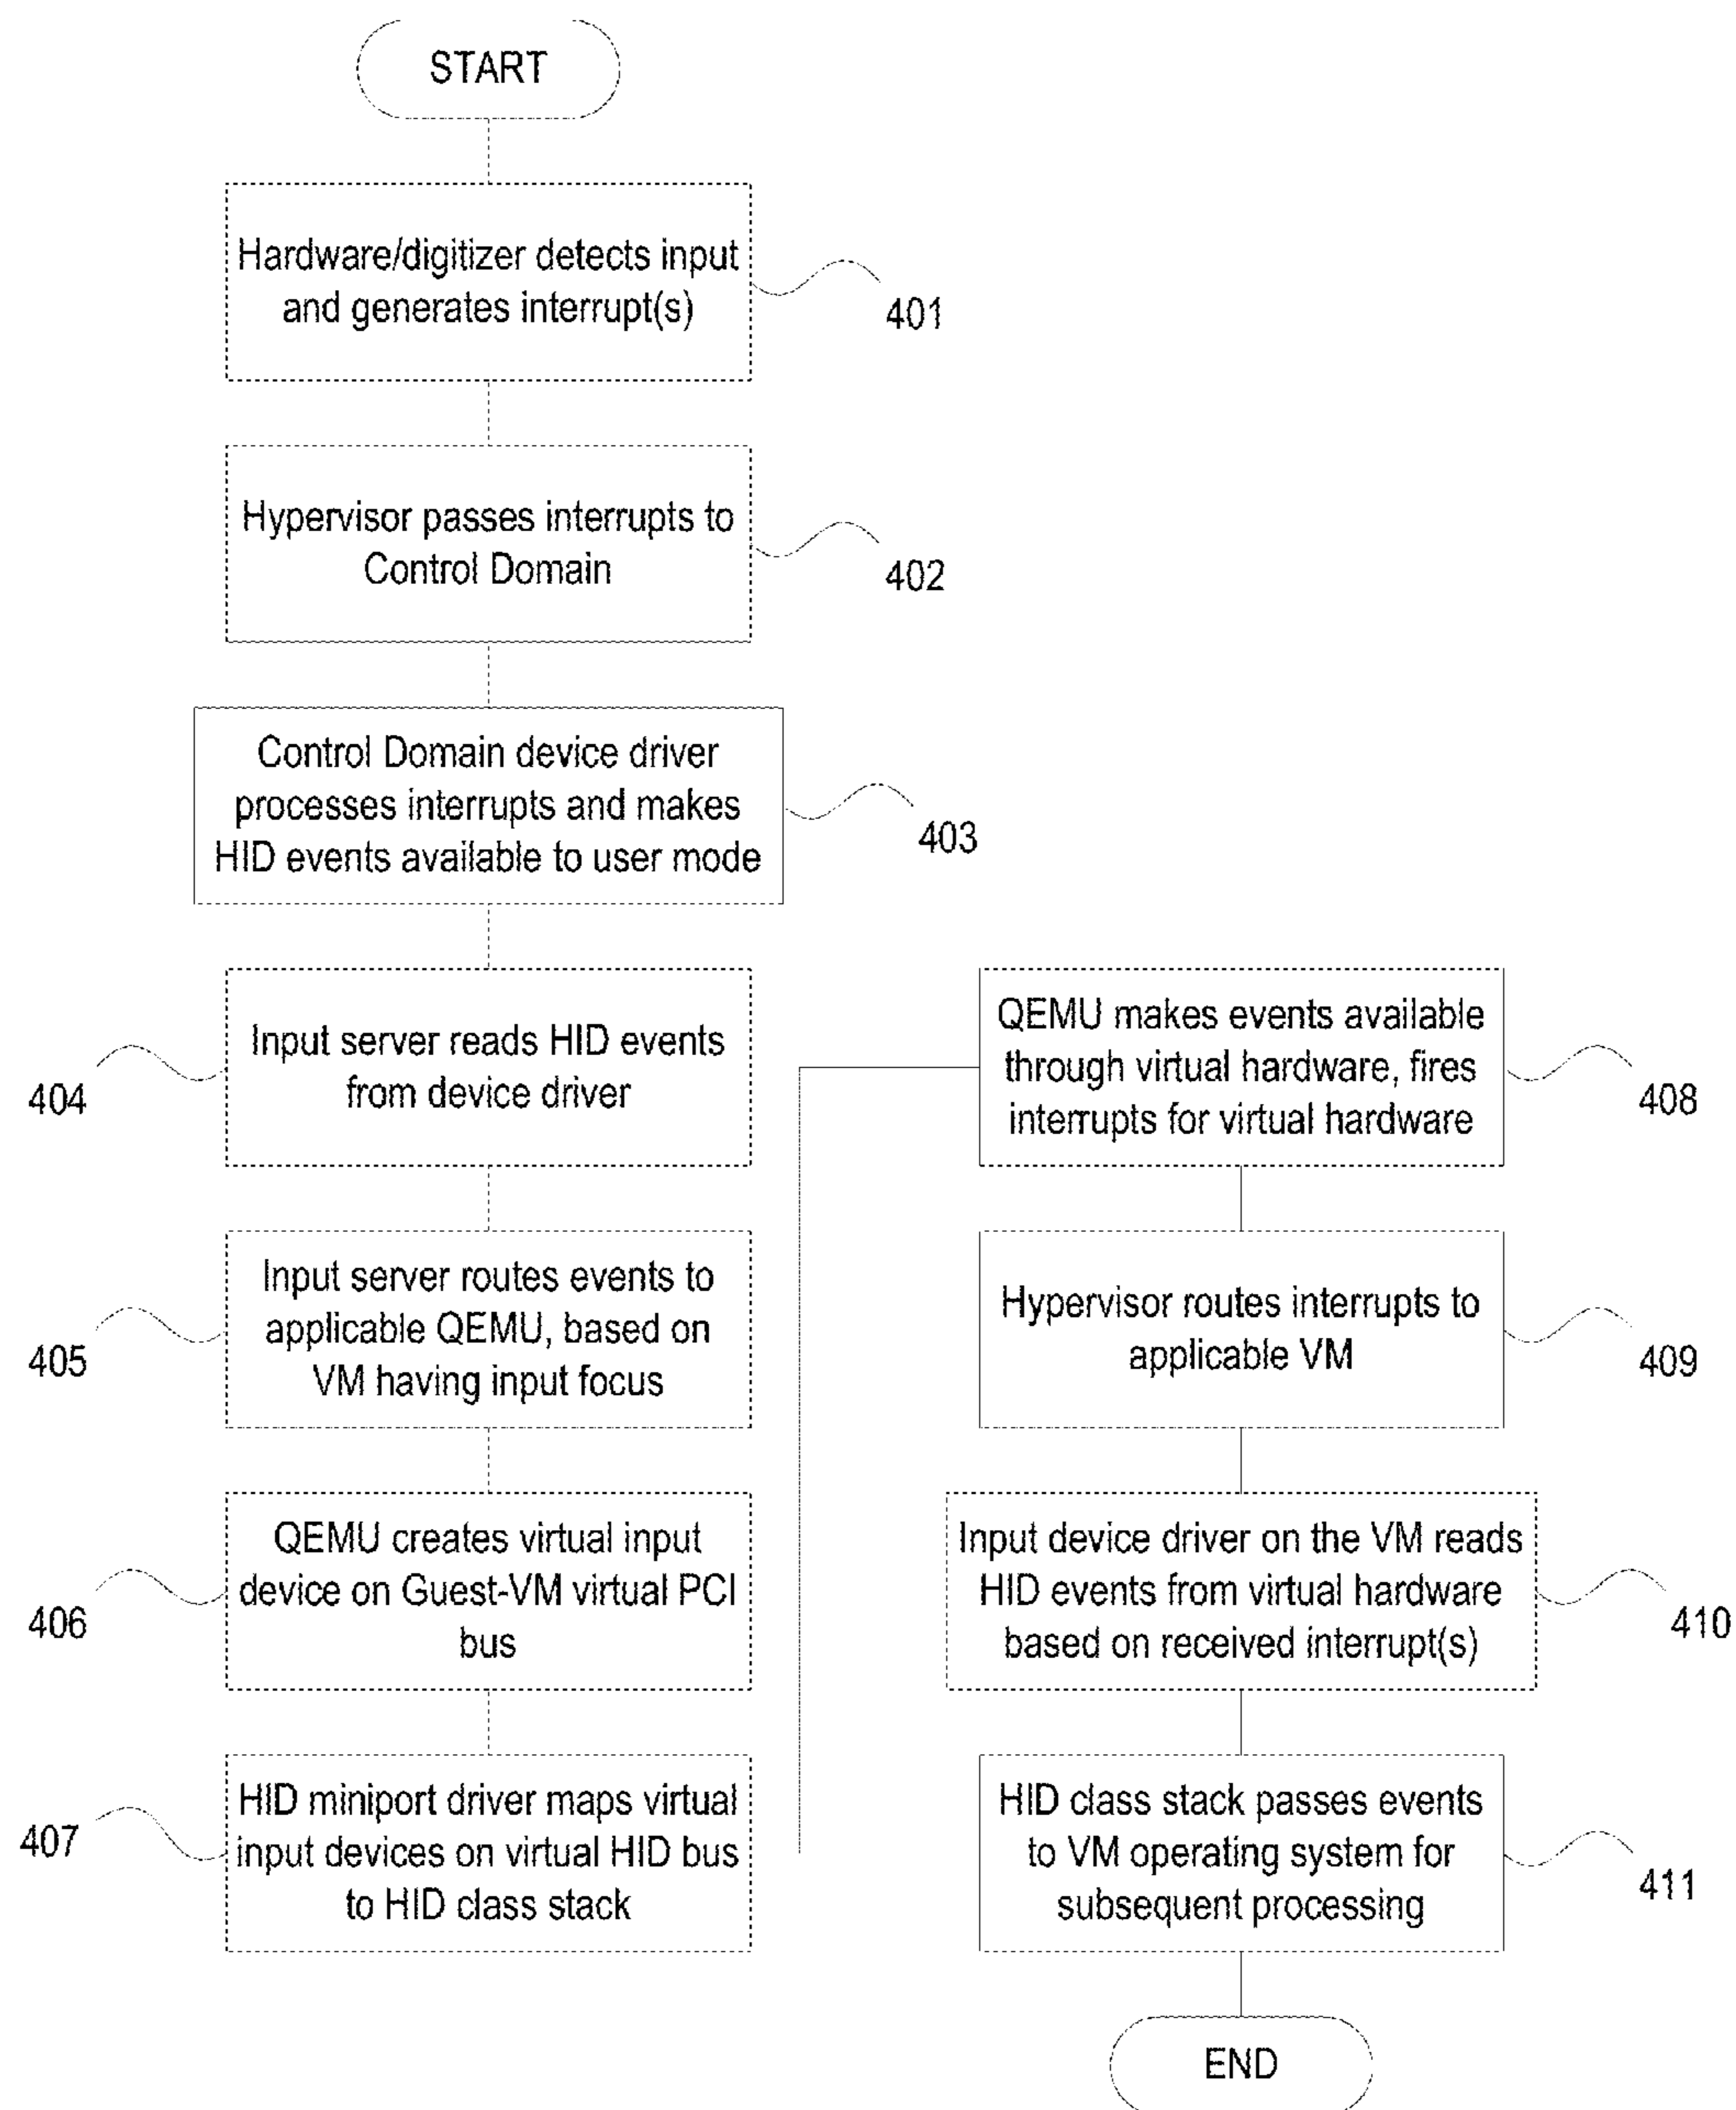 START
Hardware/digitizer detects input
and generates interrupt(s)
401
Hypervisor passes interrupts to
Control Domain
402
Control Domain device driver
processes interrupts and makes
HID events available to user mode
403
Input server reads HID events
from device driver
404
Input server routes events to
applicable QEMU, based on
VM having input focus
405
QEMU creates virtual input
device on Guest-VM virtual PCI
bus
406
HID miniport driver maps virtual
input devices on virtual HID bus
to HID class stack
407
QEMU makes events available
through virtual hardware, fires
interrupts for virtual hardware
408
Hypervisor routes interrupts to
applicable VM
409
Input device driver on the VM reads
HID events from virtual hardware
based on received interrupt(s)
410
HID class stack passes events
to VM operating system for
subsequent processing
411
END